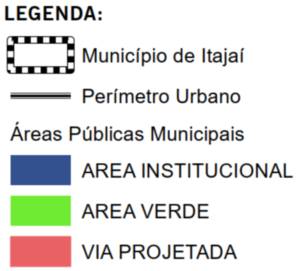 LEGENDA:
Município de Itajaí
Perímetro Urbano
Áreas Públicas Municipais
AREA INSTITUCIONAL
AREA VERDE
VIA PROJETADA